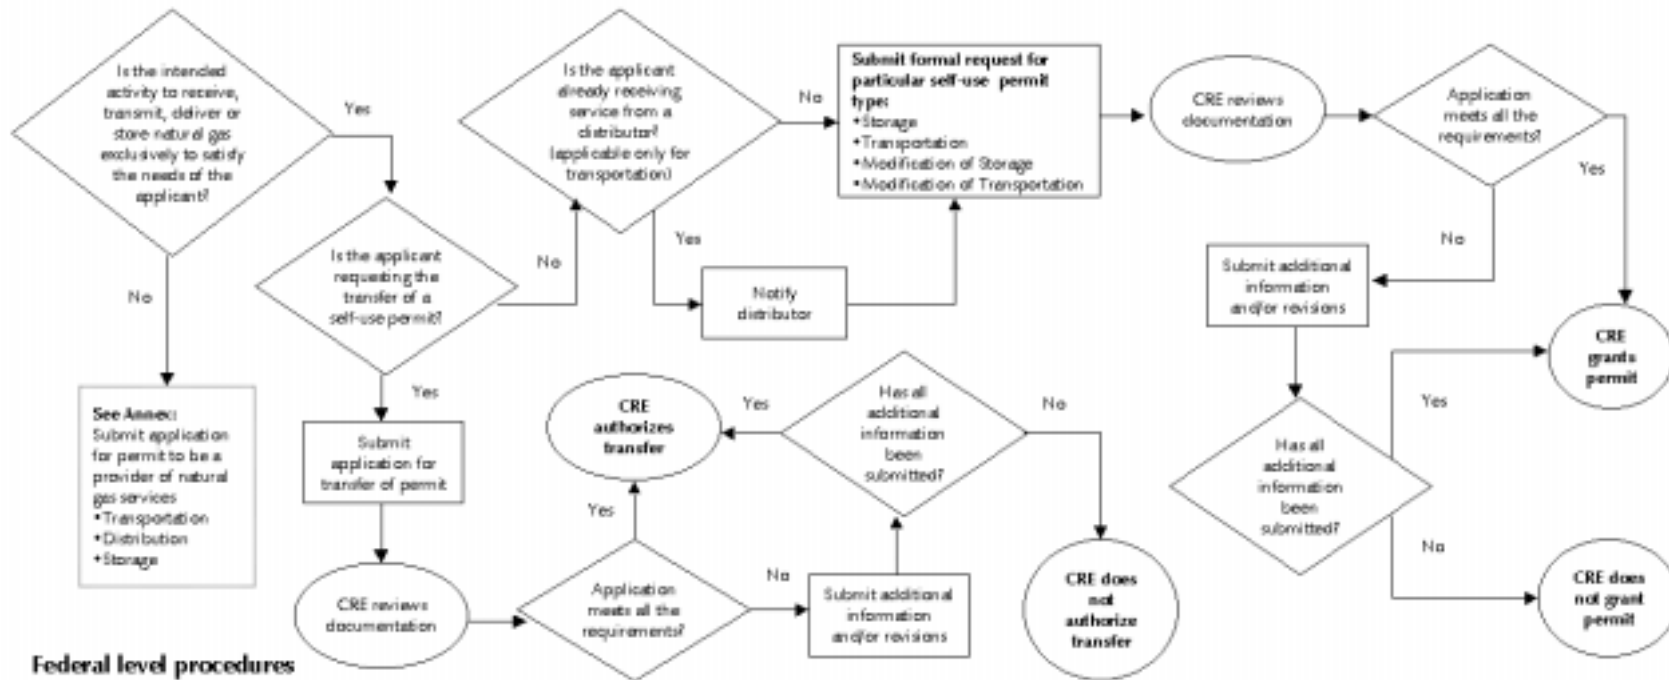 Is the intended
activity to receive,
transmit, deliver or
store natural gas
exclusively to satisfy
the needs of the
applicant?
Yes
No
See Annex:
Submit application
for permit to be a
provider of natural
gas services
•Transportation
•Distribution
•Storage
Is the applicant
requesting the
transfer of a
self-use permit?
No
Yes
Submit
application for
transfer of permit
CRE reviews
documentation
Application
meets all the
requirements?
Yes
No
CRE
authorizes
transfer
Submit additional
information
and/or revisions
Has all
additional
information
been
submitted?
Yes
No
CRE does
not
authorize
transfer
Is the applicant
already receiving
service from a
distributor?
(applicable only for
transportation)
No
Yes
Notify
distributor
Submit formal request for
particular self-use permit
type:
•Storage
•Transportation
•Modification of Storage
•Modification of Transportation
CRE reviews
documentation
Application
meets all the
requirements?
Yes
No
Submit additional
information
and/or revisions
Has all
additional
information
been
submitted?
Yes
No
CRE
grants
permit
CRE does
not grant
permit
Federal level procedures